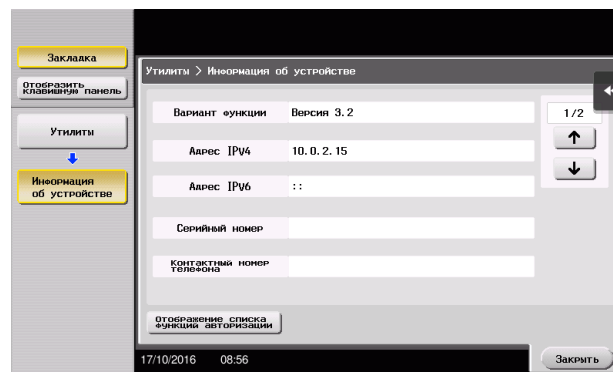 Закладка
Отобразить
клавишную панель
Утилиты
Информация
об устройстве
Утилиты > Информация об устройстве
Вариант функции Версия 3.2
1/2
Адрес IPv4 10.0.2.15
Адрес IPv6 ::
Серийный номер
Контактный номер
телефона
Отображение списка
функций авторизации
17/10/2016 08:56
Закрыть